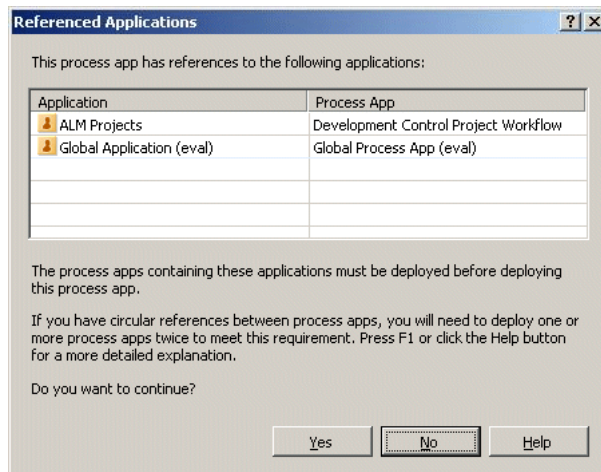 Referenced Applications
This process app has references to the following applications:
Application Process App
ALM Projects Development Control Project Workflow
Global Application (eval) Global Process App (eval)
The process apps containing these applications must be deployed before deploying
this process app.
If you have circular references between process apps, you will need to deploy one or
more process apps twice to meet this requirement. Press F1 or click the Help button
for a more detailed explanation.
Do you want to continue?
Yes No Help